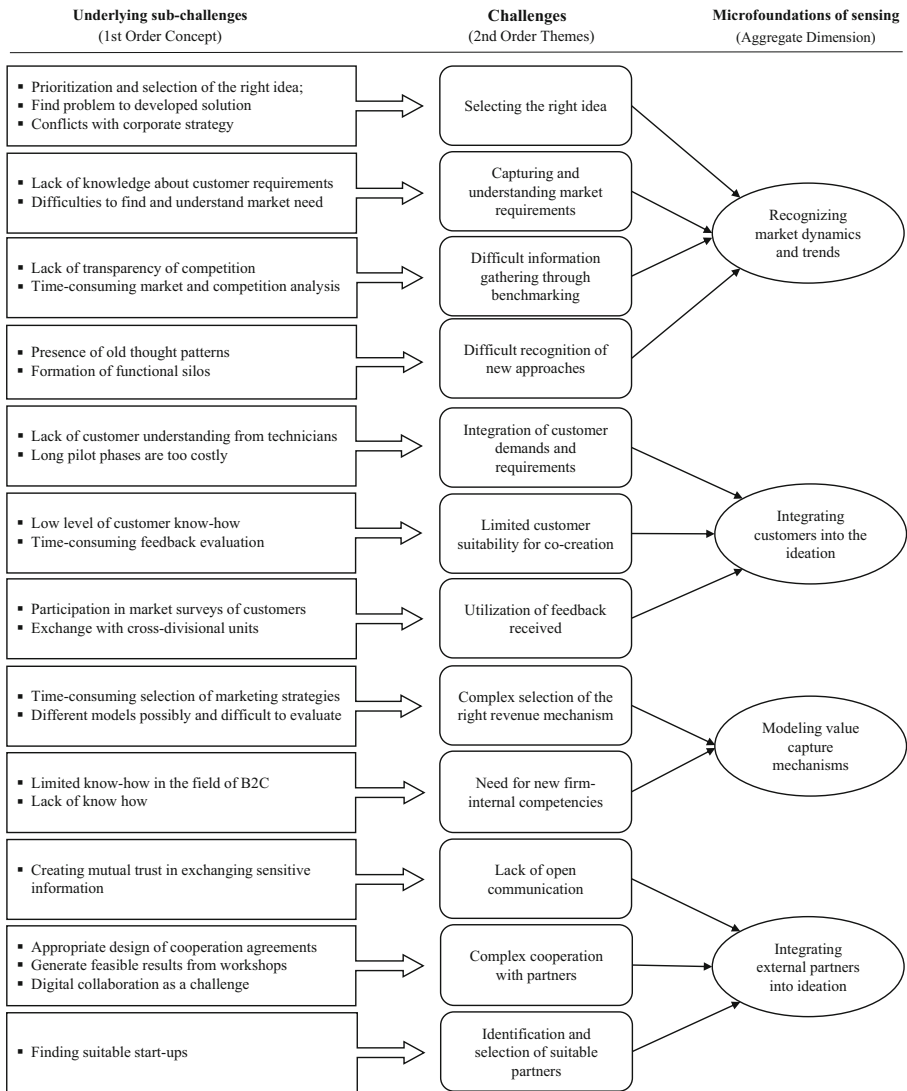 Underlying sub-challenges
(1st Order Concept)
Challenges
(2nd Order Themes)
Microfoundations of sensing
(Aggregate Dimension)
▪ Prioritization and selection of the right idea;
▪ Find problem to developed solution
▪ Conflicts with corporate strategy
Selecting the right idea
▪ Lack of knowledge about customer requirements
▪ Difficulties to find and understand market need
Capturing and
understanding market
requirements
▪ Lack of transparency of competition
▪ Time-consuming market and competition analysis
Difficult information
gathering through
benchmarking
▪ Presence of old thought patterns
▪ Formation of functional silos
Difficult recognition of
new approaches
Recognizing
market dynamics
and trends
▪ Lack of customer understanding from technicians
▪ Long pilot phases are too costly
Integration of customer
demands and
requirements
▪ Low level of customer know-how
▪ Time-consuming feedback evaluation
Limited customer
suitability for co-creation
▪ Participation in market surveys of customers
▪ Exchange with cross-divisional units
Utilization of feedback
received
Integrating
customers into the
ideation
▪ Time-consuming selection of marketing strategies
▪ Different models possibly and difficult to evaluate
Complex selection of the
right revenue mechanism
▪ Limited know-how in the field of B2C
▪ Lack of know how
Need for new firm-
internal competencies
Modeling value
capture
mechanisms
▪ Creating mutual trust in exchanging sensitive
information
Lack of open
communication
▪ Appropriate design of cooperation agreements
▪ Generate feasible results from workshops
▪ Digital collaboration as a challenge
Complex cooperation
with partners
▪ Finding suitable start-ups
Identification and
selection of suitable
partners
Integrating
external partners
into ideation